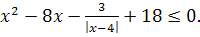 x² − 8x − 3/|x−4| + 18 ≤ 0.